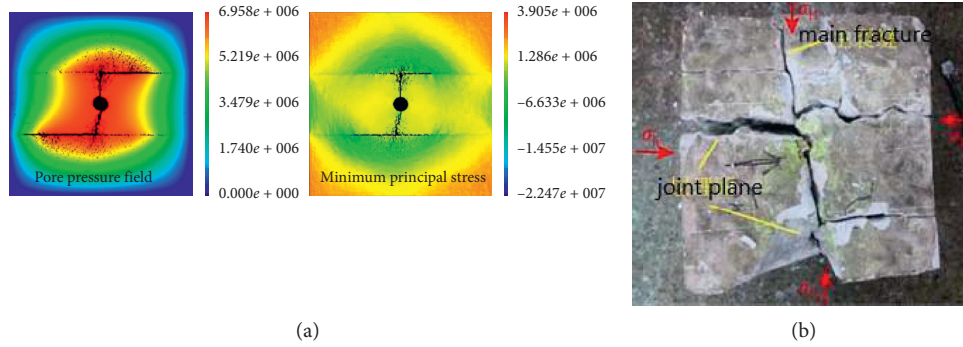 6.958e + 006
5.219e + 006
3.479e + 006
1.740e + 006
0.000e + 000
Pore pressure field
3.905e + 006
1.286e + 006
−6.633e + 006
−1.455e + 007
−2.247e + 007
Minimum principal stress
main fracture
joint plane
(a)
(b)